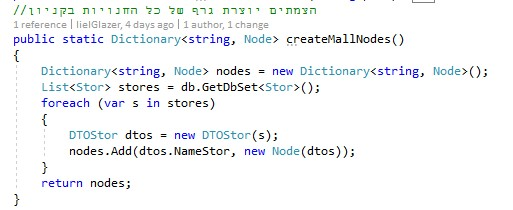 //הצמתים יוצרת גרף של כל החנויות בקניון
1 reference | lielGlazer, 4 days ago | 1 author, 1 change
public static Dictionary<string, Node> createMallNodes()
{
Dictionary<string, Node> nodes = new Dictionary<string, Node>();
List<Stor> stores = db.GetDbSet<Stor>();
foreach (var s in stores)
{
DTOStor dtos = new DTOStor(s);
nodes.Add(dtos.NameStor, new Node(dtos));
}
return nodes;
}